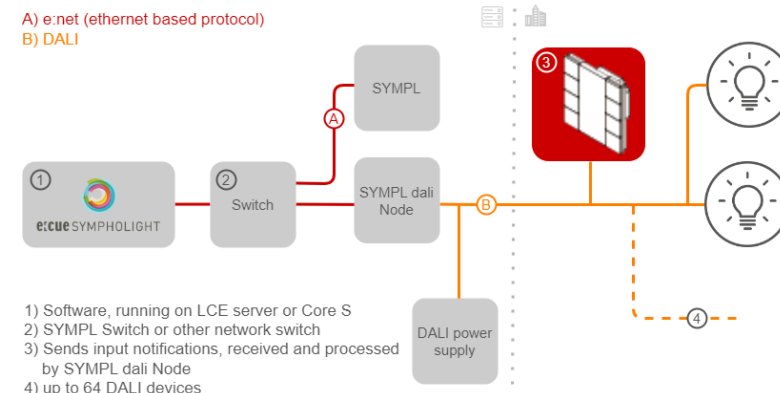 A) e:net (ethernet based protocol)
B) DALI
SYMPL
A
3
1
e:cue SYMPHOLIGHT
2
Switch
SYMPL dali
Node
B
4
DALI power
supply
1) Software, running on LCE server or Core S
2) SYMPL Switch or other network switch
3) Sends input notifications, received and processed
by SYMPL dali Node
4) up to 64 DALI devices